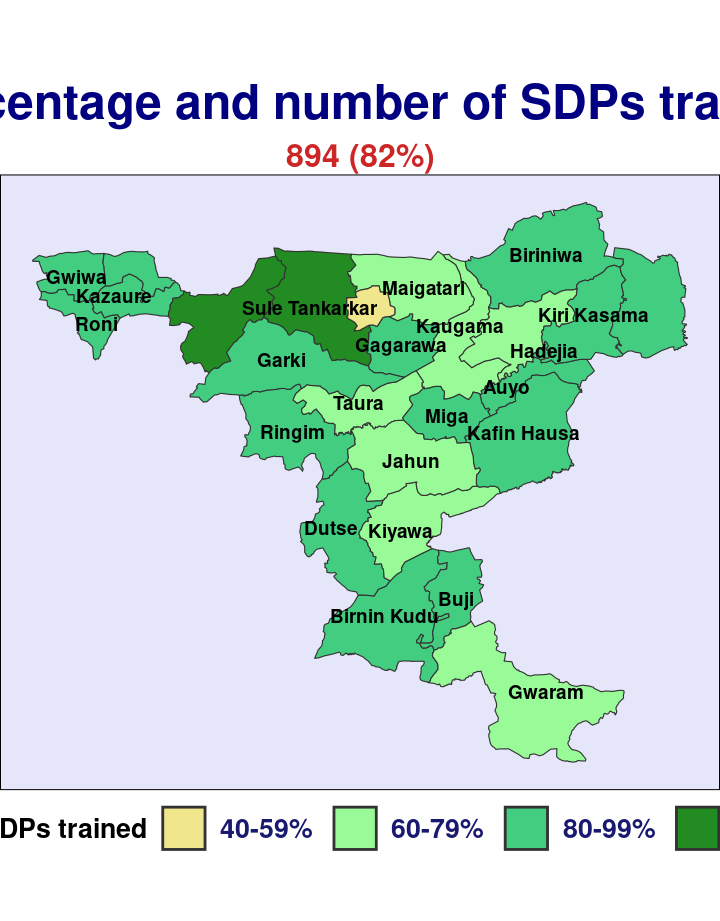 centage and number of SDPs tra
894 (82%)
Biriniwa
Gwiwa
Maigatari
Kazaure
Sule Tankarkar
Kiri Kasama
Roni
Kaugama
Gagarawa
Hadejia
Garki
Auyo
Taura
Miga
Ringim
Kafin Hausa
Jahun
Dutse
Kiyawa
Buji
Birnin Kudu
Gwaram
DPs trained 40-59% 60-79% 80-99%